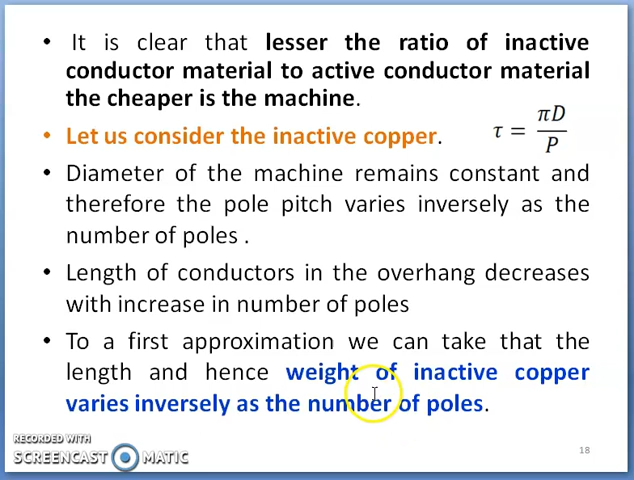 • It is clear that lesser the ratio of inactive
conductor material to active conductor material
the cheaper is the machine.
• Let us consider the inactive copper.
τ = πD / P
• Diameter of the machine remains constant and
therefore the pole pitch varies inversely as the
number of poles .
• Length of conductors in the overhang decreases
with increase in number of poles
• To a first approximation we can take that the
length and hence weight of inactive copper
varies inversely as the number of poles.
RECORDED WITH
SCREENCAST MATIC
18